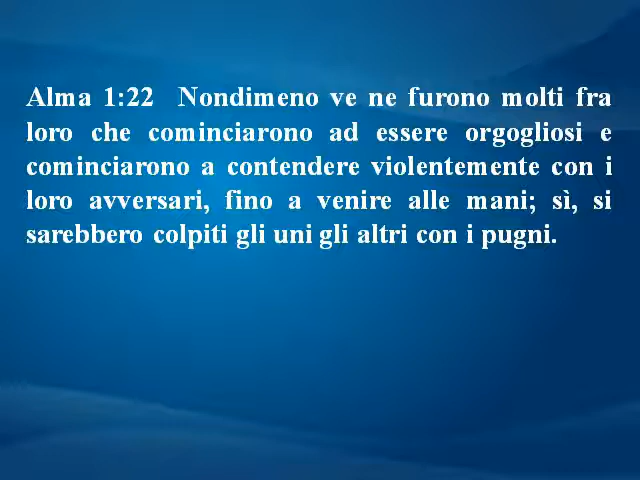 Alma 1:22 Nondimeno ve ne furono molti fra
loro che cominciarono ad essere orgogliosi e
cominciarono a contendere violentemente con i
loro avversari, fino a venire alle mani; sì, si
sarebbero colpiti gli uni gli altri con i pugni.